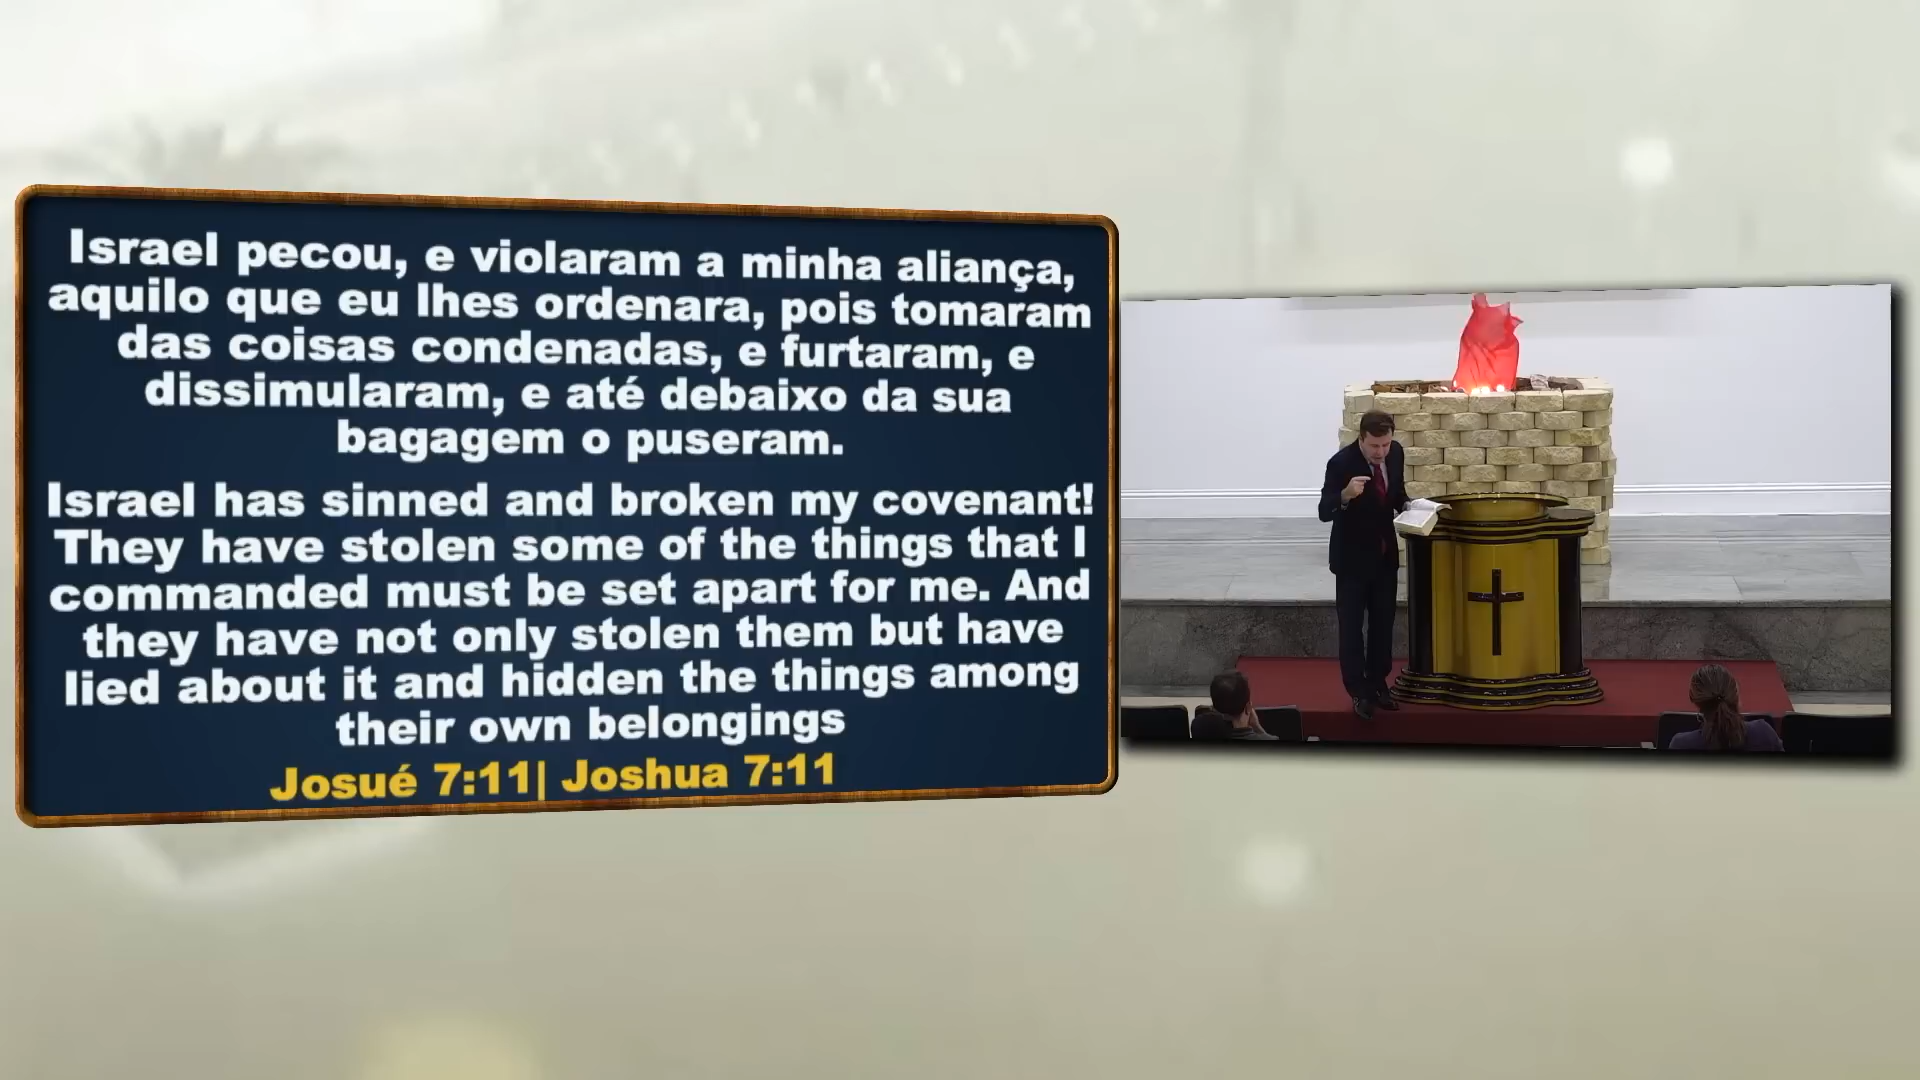 Israel pecou, e violaram a minha aliança,
aquilo que eu lhes ordenara, pois tomaram
das coisas condenadas, e furtaram, e
dissimularam, e até debaixo da sua
bagagem o puseram.
Israel has sinned and broken my covenant!
They have stolen some of the things that I
commanded must be set apart for me. And
they have not only stolen them but have
lied about it and hidden the things among
their own belongings
Josué 7:11| Joshua 7:11